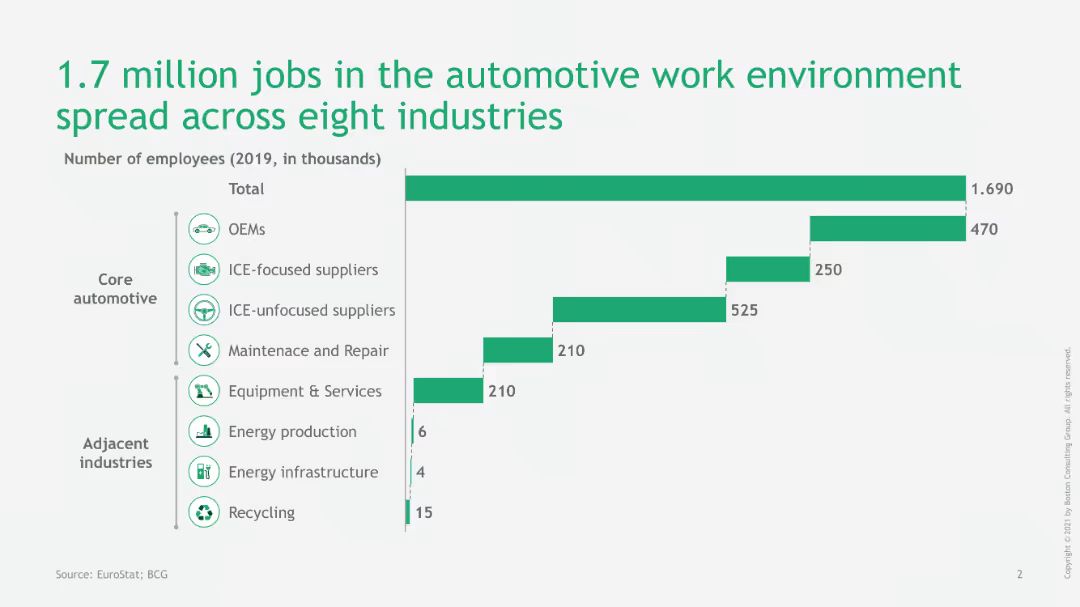 1.7 million jobs in the automotive work environment
spread across eight industries
Number of employees (2019, in thousands)
Total
1.690
Core
automotive
OEMs
470
ICE-focused suppliers
250
ICE-unfocused suppliers
525
Maintenace and Repair
210
Adjacent
industries
Equipment & Services
210
Energy production
6
Energy infrastructure
4
Recycling
15
Source: EuroStat; BCG
2
Copyright © 2021 by Boston Consulting Group. All rights reserved.